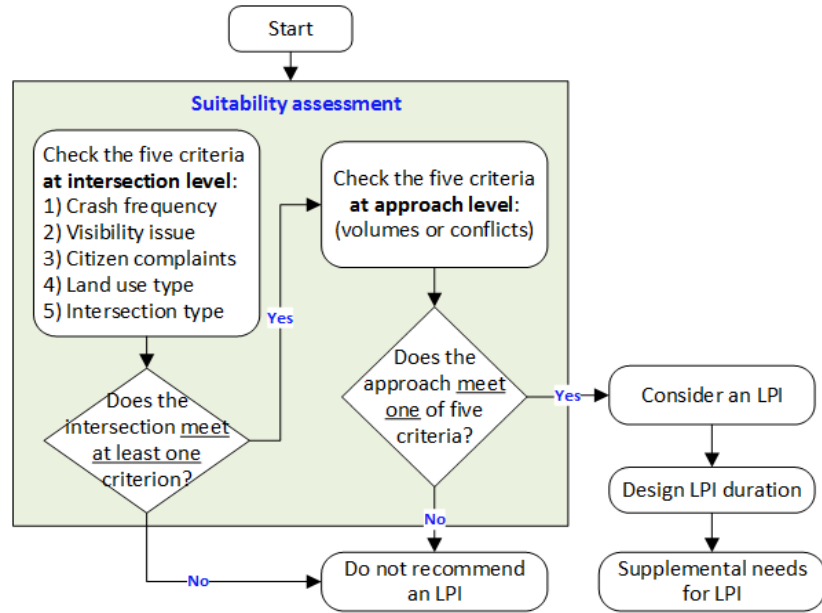 Start
Suitability assessment
Check the five criteria
at intersection level:
1) Crash frequency
2) Visibility issue
3) Citizen complaints
4) Land use type
5) Intersection type
Does the
intersection meet
at least one
criterion?
Yes
No
Check the five criteria
at approach level:
(volumes or conflicts)
Does the
approach meet
one of five
criteria?
Yes
No
Do not recommend
an LPI
Consider an LPI
Design LPI duration
Supplemental needs
for LPI